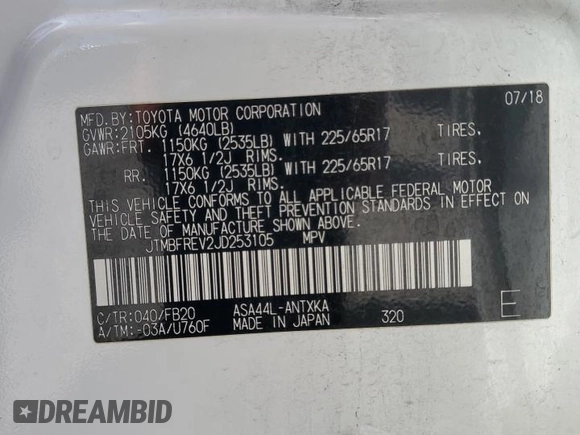 MFD.BY:TOYOTA MOTOR CORPORATION 07/18
GVWR:2105KG (4640LB)
GAWR:FRT. 1150KG (2535LB) WITH 225/65R17 TIRES,
17X6 1/2J RIMS.
RR. 1150KG (2535LB) WITH 225/65R17 TIRES,
17X6 1/2J RIMS.
THIS VEHICLE CONFORMS TO ALL APPLICABLE FEDERAL MOTOR
VEHICLE SAFETY AND THEFT PREVENTION STANDARDS IN EFFECT ON
THE DATE OF MANUFACTURE SHOWN ABOVE.
JTMBFREV2JD253105 MPV
C/TR:040/FB20 ASA44L-ANTXKA E
A/TM:-03A/U760F MADE IN JAPAN 320
DREAMBID